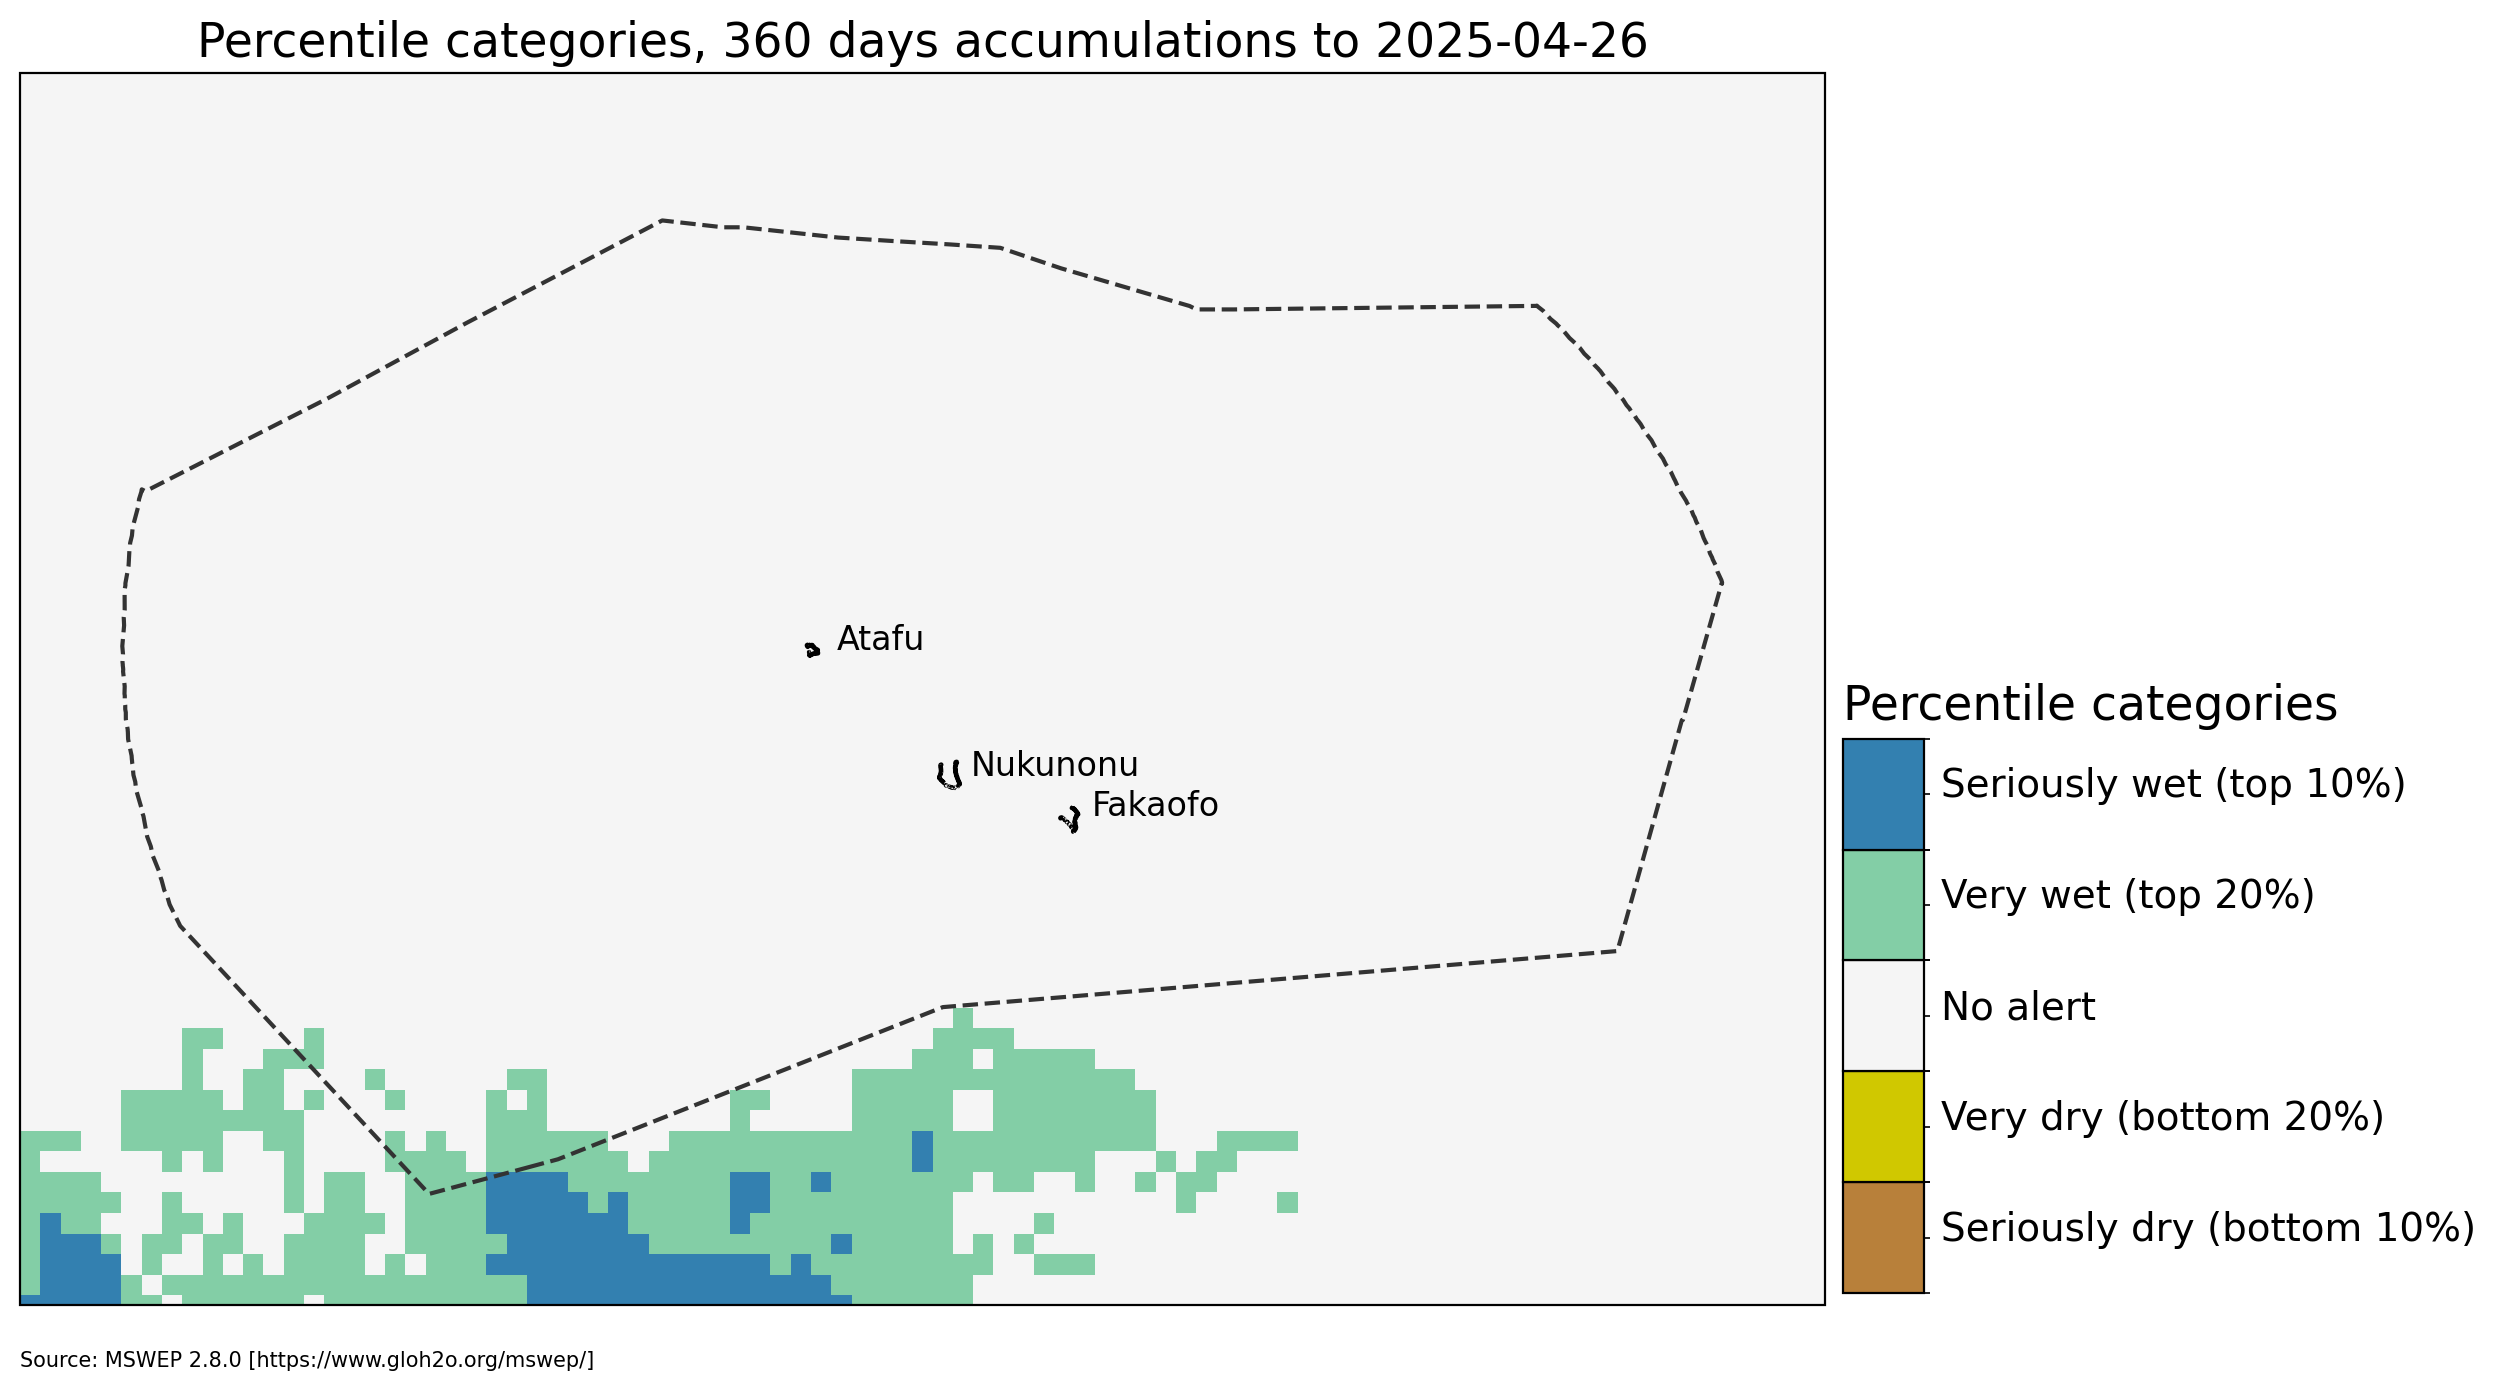 Percentile categories, 360 days accumulations to 2025-04-26
Atafu
Nukunonu
Fakaofo
Percentile categories
Seriously wet (top 10%)
Very wet (top 20%)
No alert
Very dry (bottom 20%)
Seriously dry (bottom 10%)
Source: MSWEP 2.8.0 [https://www.gloh2o.org/mswep/]